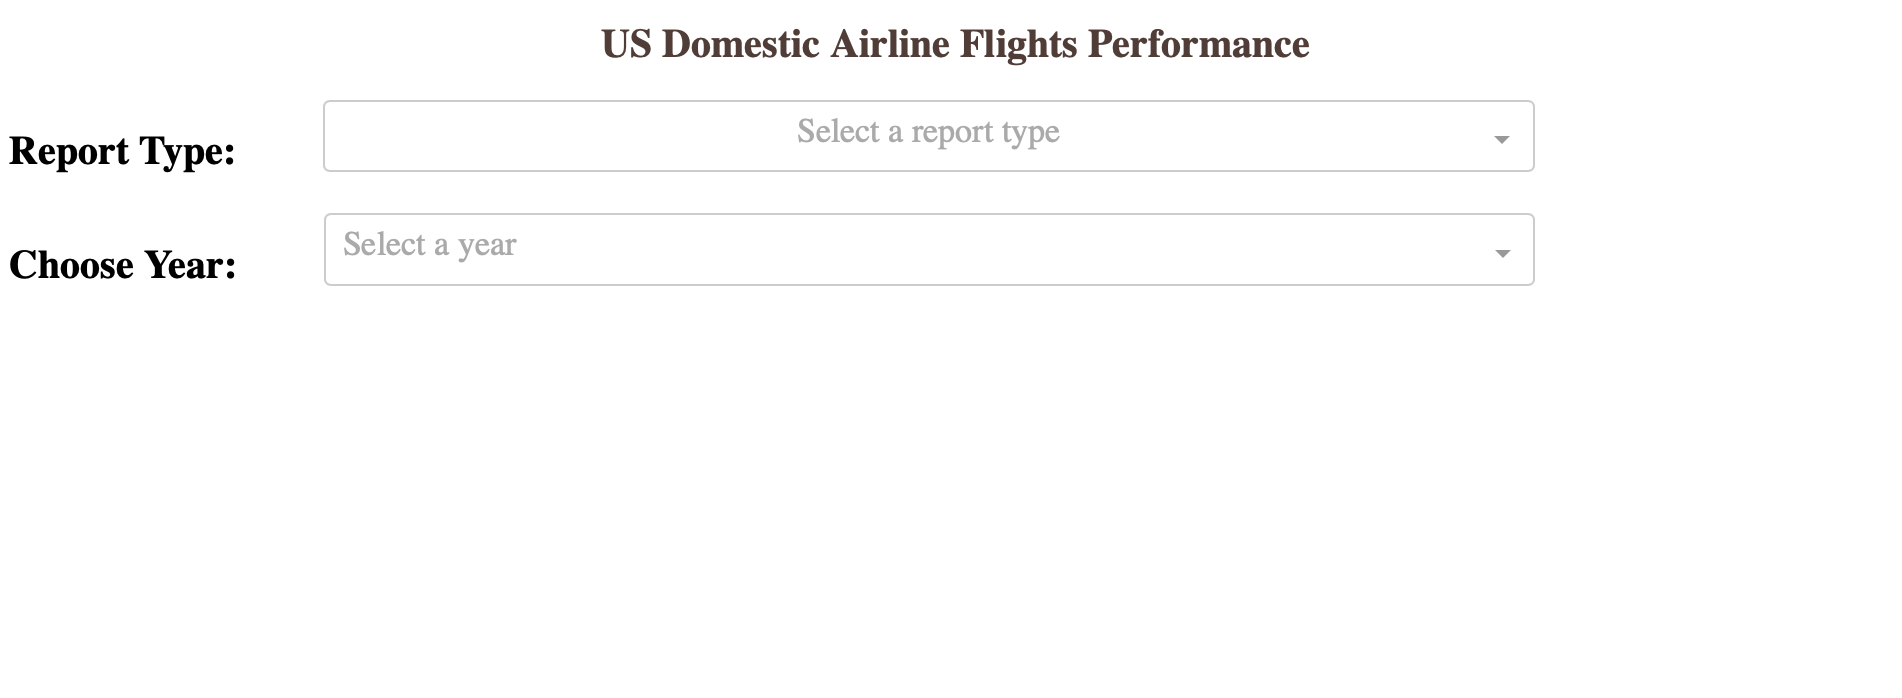 US Domestic Airline Flights Performance
Report Type:
Select a report type
Choose Year:
Select a year